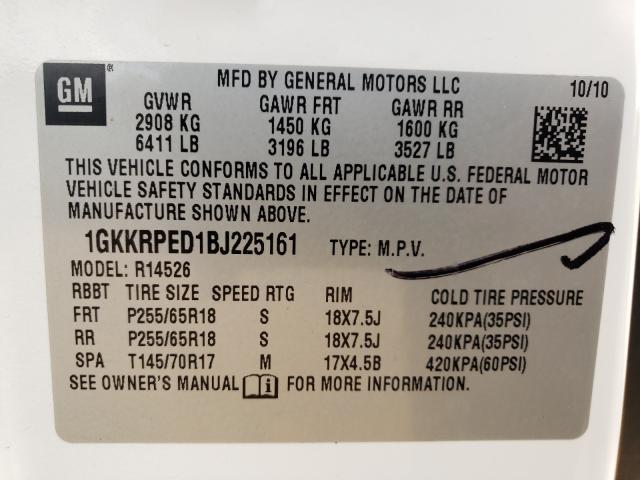 GM ®
MFD BY GENERAL MOTORS LLC 10/10
GVWR GAWR FRT GAWR RR
2908 KG 1450 KG 1600 KG
6411 LB 3196 LB 3527 LB
THIS VEHICLE CONFORMS TO ALL APPLICABLE U.S. FEDERAL MOTOR
VEHICLE SAFETY STANDARDS IN EFFECT ON THE DATE OF
MANUFACTURE SHOWN ABOVE.
1GKKRPED1BJ225161 TYPE: M.P.V.
MODEL: R14526
RBBT TIRE SIZE SPEED RTG RIM COLD TIRE PRESSURE
FRT P255/65R18 S 18X7.5J 240KPA(35PSI)
RR P255/65R18 S 18X7.5J 240KPA(35PSI)
SPA T145/70R17 M 17X4.5B 420KPA(60PSI)
SEE OWNER'S MANUAL i FOR MORE INFORMATION.